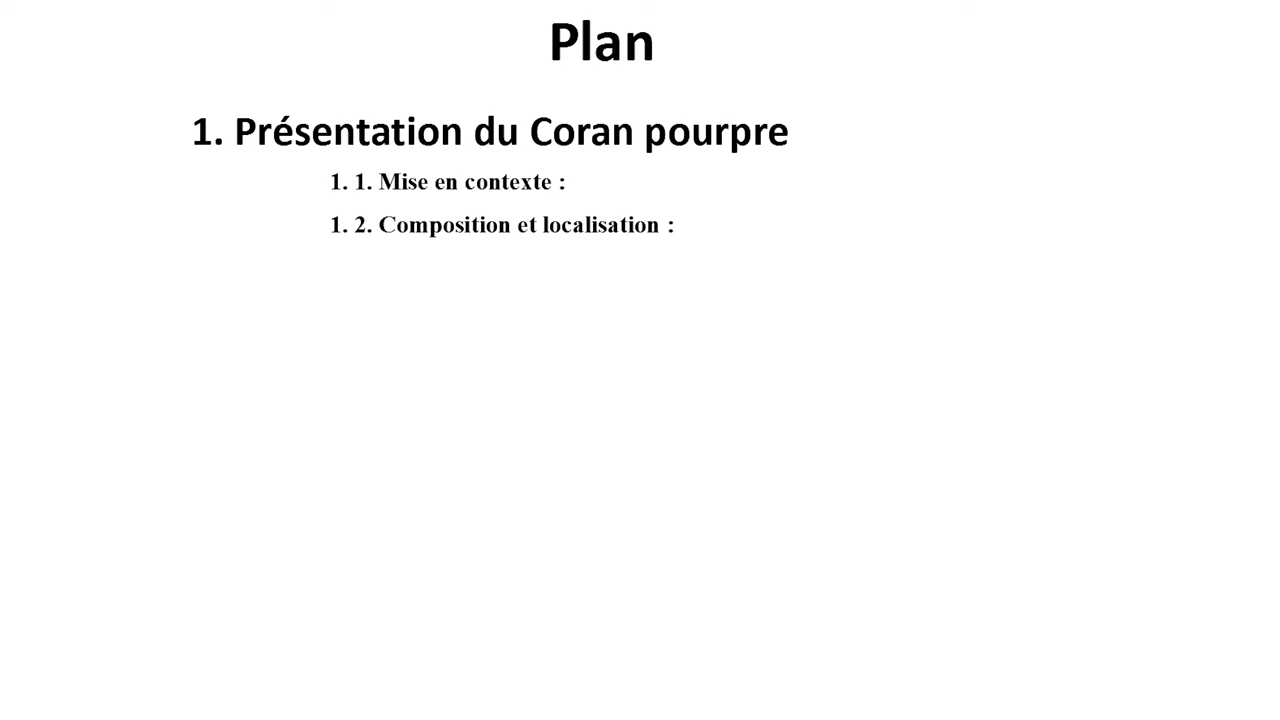 Plan
1. Présentation du Coran pourpre
1. 1. Mise en contexte :
1. 2. Composition et localisation :